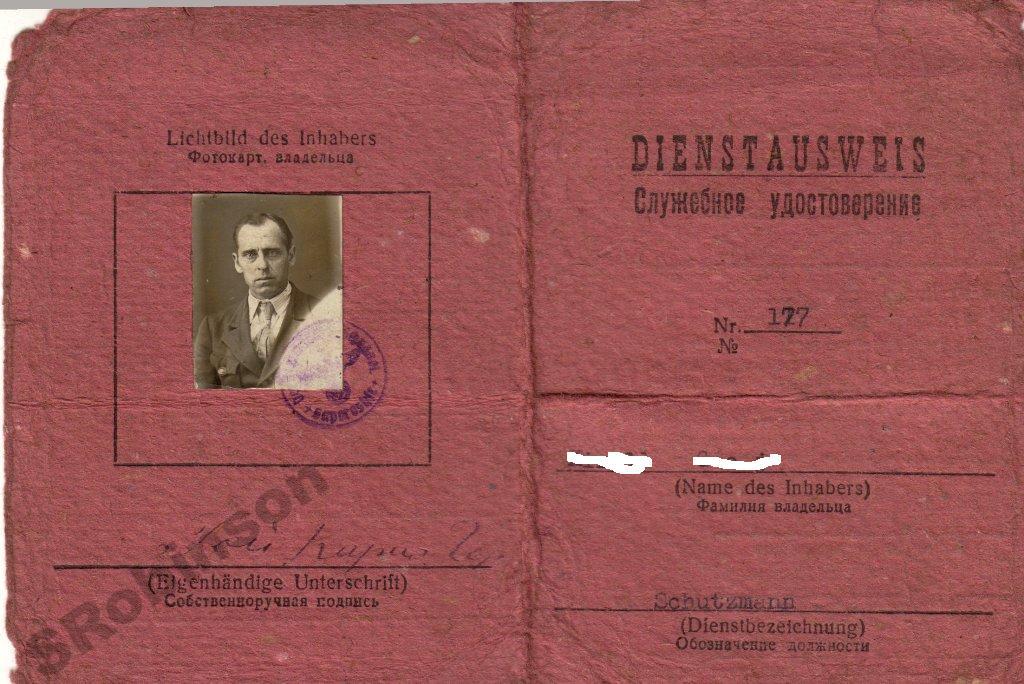 Lichtbild des Inhabers
Фотокарт. владельца
(Eigenhändige Unterschrift)
Собственноручная подпись
SRobinson
DIENSTAUSWEIS
Служебное удостоверение
Nr. 177
№
(Name des Inhabers)
Фамилия владельца
Schutzmann
(Dienstbezeichnung)
Обозначение должности